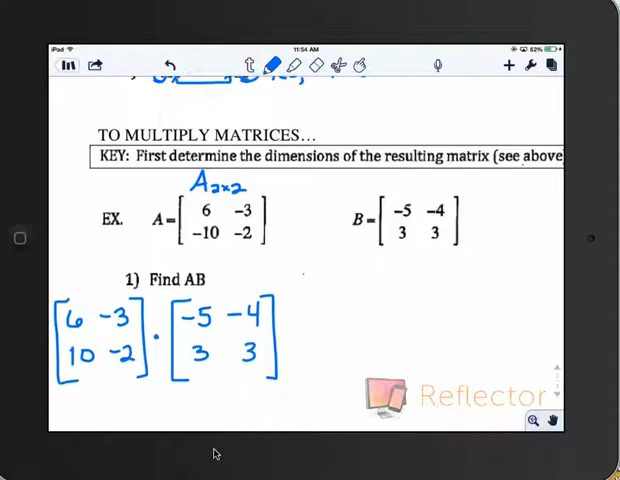 iPad 11:54 AM 52%
TO MULTIPLY MATRICES...
KEY: First determine the dimensions of the resulting matrix (see above
A 2x2
EX. A = [ 6 -3 B = [ -5 -4
-10 -2 ] 3 3 ]
1) Find AB
[ 6 -3 ] · [ -5 -4 ]
[ 10 -2 ] [ 3 3 ]
Reflector